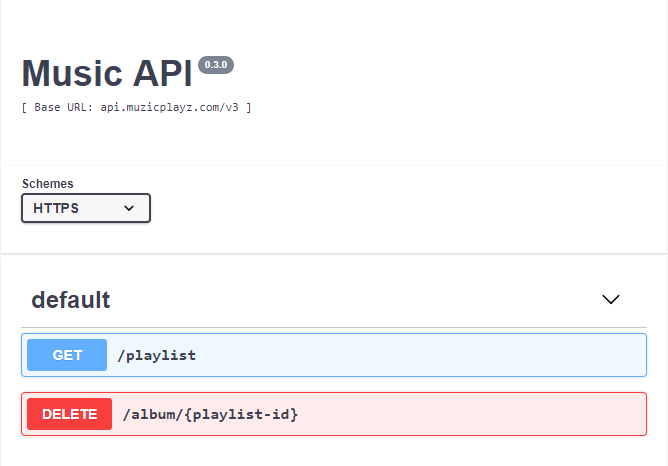 Music API 0.3.0
[ Base URL: api.muzicplayz.com/v3 ]
Schemes
HTTPS
default
GET /playlist
DELETE /album/{playlist-id}